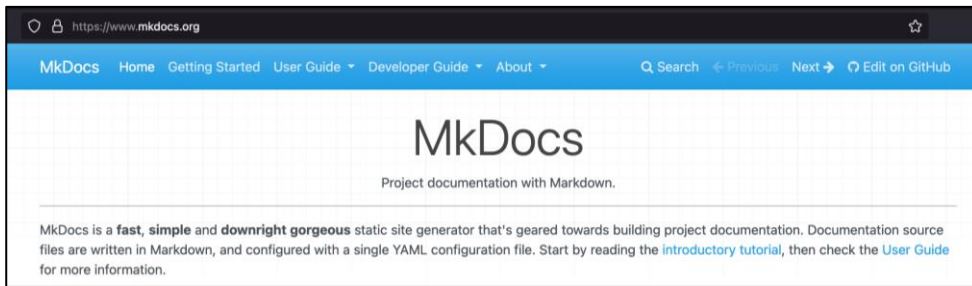 https://www.mkdocs.org
MkDocs Home Getting Started User Guide Developer Guide About Search Previous Next Edit on GitHub
MkDocs
Project documentation with Markdown.
MkDocs is a fast, simple and downright gorgeous static site generator that's geared towards building project documentation. Documentation source
files are written in Markdown, and configured with a single YAML configuration file. Start by reading the introductory tutorial, then check the User Guide
for more information.